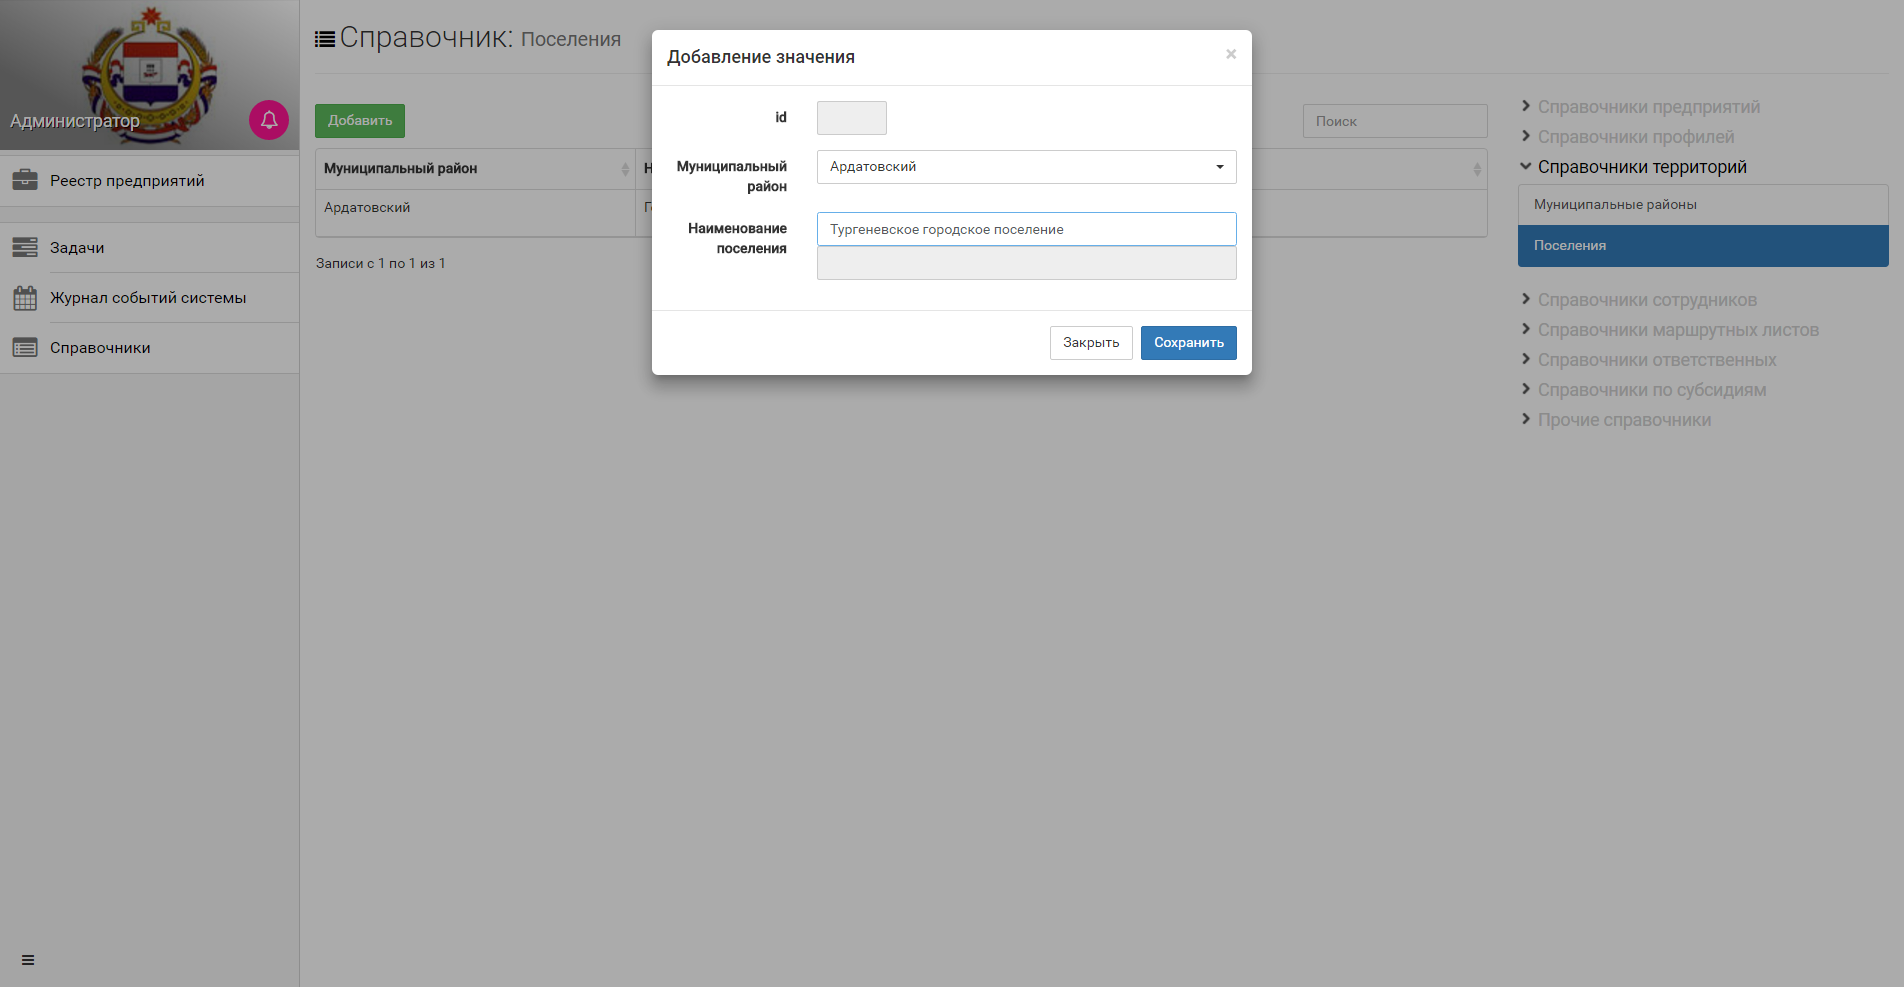 Администратор
Реестр предприятий
Задачи
Журнал событий системы
Справочники
Справочник: Поселения
Добавить
Поиск
Муниципальный район
Ардатовский
Записи с 1 по 1 из 1
Добавление значения
×
id
Муниципальный
район
Ардатовский
Наименование
поселения
Тургеневское городское поселение
Закрыть
Сохранить
Справочники предприятий
Справочники профилей
Справочники территорий
Муниципальные районы
Поселения
Справочники сотрудников
Справочники маршрутных листов
Справочники ответственных
Справочники по субсидиям
Прочие справочники